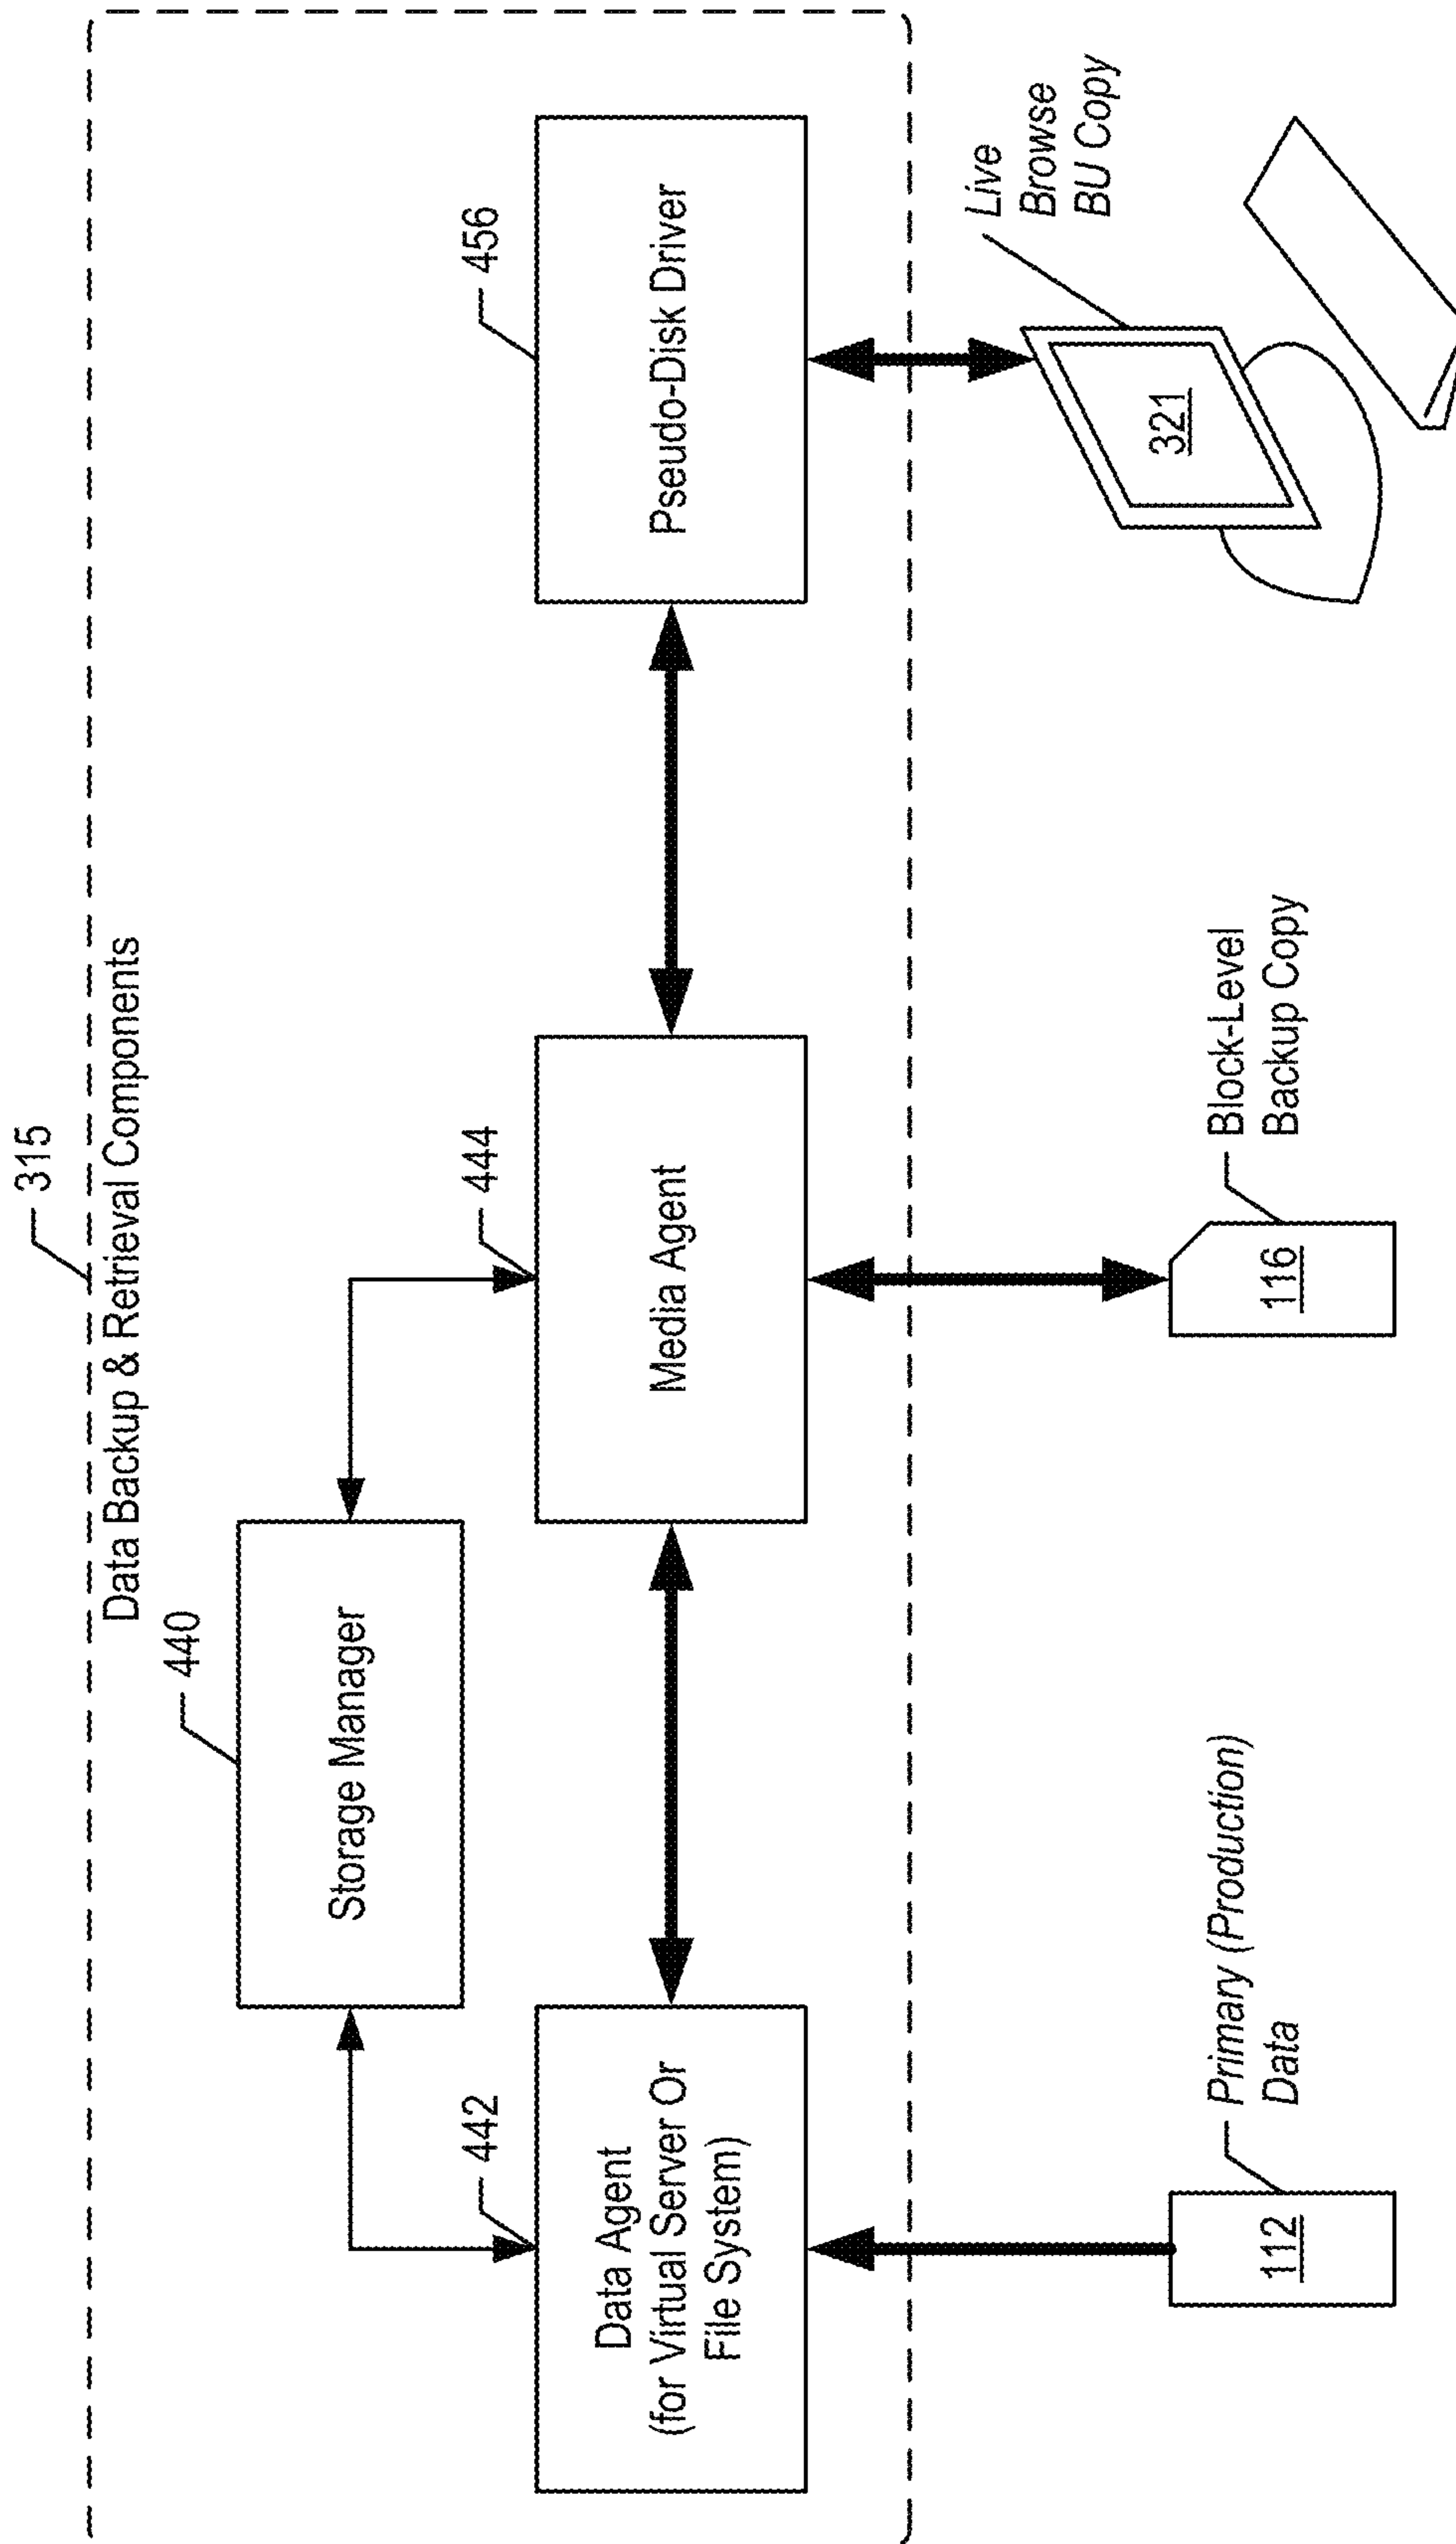 315
Data Backup & Retrieval Components
440
Storage Manager
442
Data Agent
(for Virtual Server Or
File System)
444
Media Agent
456
Pseudo-Disk Driver
112
Primary (Production)
Data
116
Block-Level
Backup Copy
321
Live
Browse
BU Copy